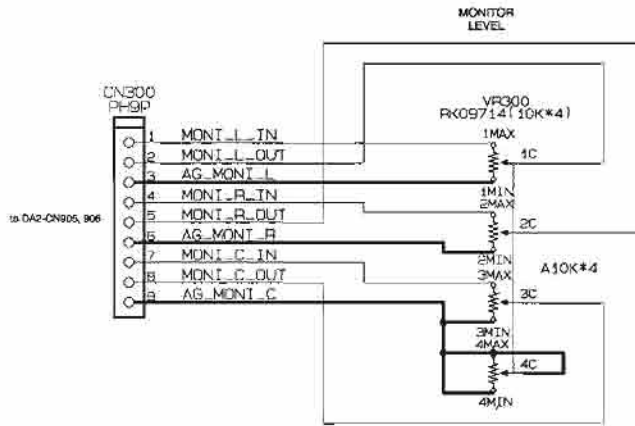 MONITOR
LEVEL
CN300
PH9P
VR300
RK09714(10K*4)
1MAX
1 MONI_L_IN
2 MONI_L_OUT
1C
3 AG_MONI_L
1MIN
4 MONI_R_IN
2MAX
to DA2-CN905, 906
5 MONI_R_OUT
2C
6 AG_MONI_R
2MIN
7 MONI_C_IN
3MAX
A10K*4
8 MONI_C_OUT
3C
9 AG_MONI_C
3MIN
4MAX
4C
4MIN